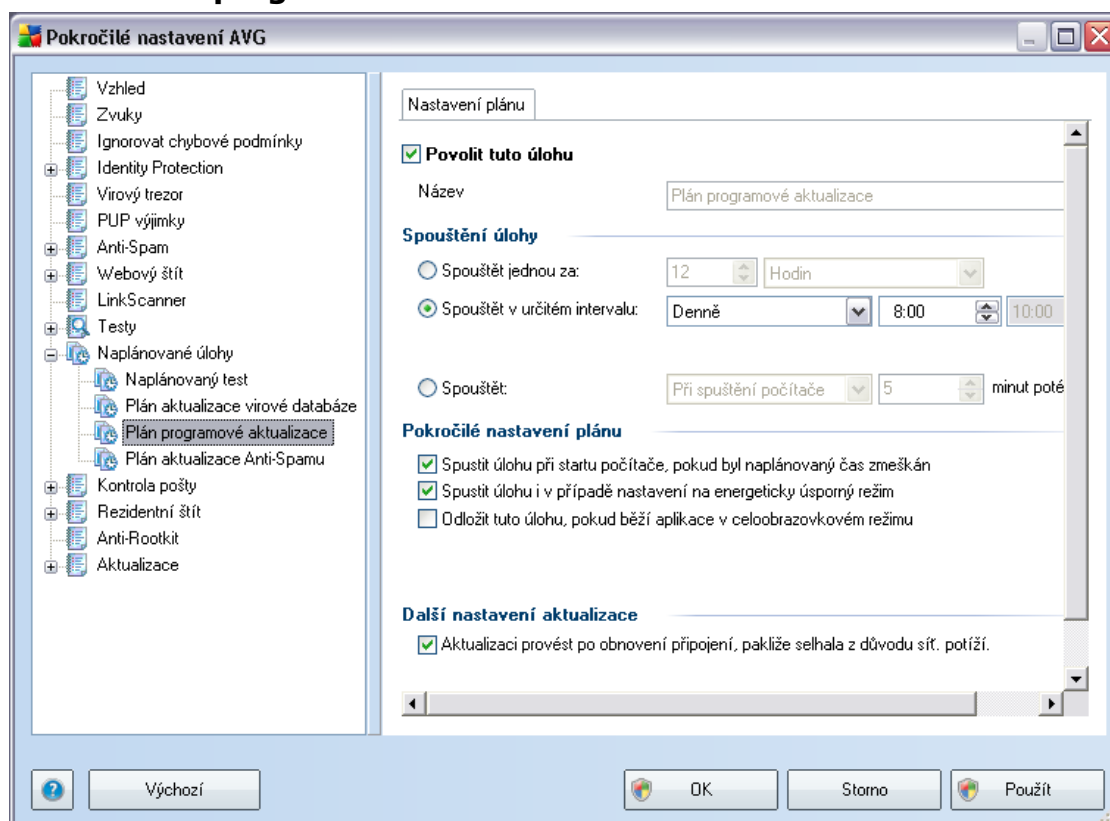 Pokročilé nastavení AVG
Vzhled
Zvuky
Ignorovat chybové podmínky
Identity Protection
Virový trezor
PUP výjimky
Anti-Spam
Webový štít
LinkScanner
Testy
Naplánované úlohy
Naplánovaný test
Plán aktualizace virové databáze
Plán programové aktualizace
Plán aktualizace Anti-Spamu
Kontrola pošty
Rezidentní štít
Anti-Rootkit
Aktualizace
Nastavení plánu
Povolit tuto úlohu
Název Plán programové aktualizace
Spouštění úlohy
Spouštět jednou za: 12 Hodin
Spouštět v určitém intervalu: Denně 8:00 10:00
Spouštět: Při spuštění počítače 5 minut poté
Pokročilé nastavení plánu
Spustit úlohu při startu počítače, pokud byl naplánovaný čas zmeškán
Spustit úlohu i v případě nastavení na energeticky úsporný režim
Odložit tuto úlohu, pokud běží aplikace v celoobrazovkovém režimu
Další nastavení aktualizace
Aktualizaci provést po obnovení připojení, pakliže selhala z důvodu síť. potíží.
Výchozí OK Storno Použít